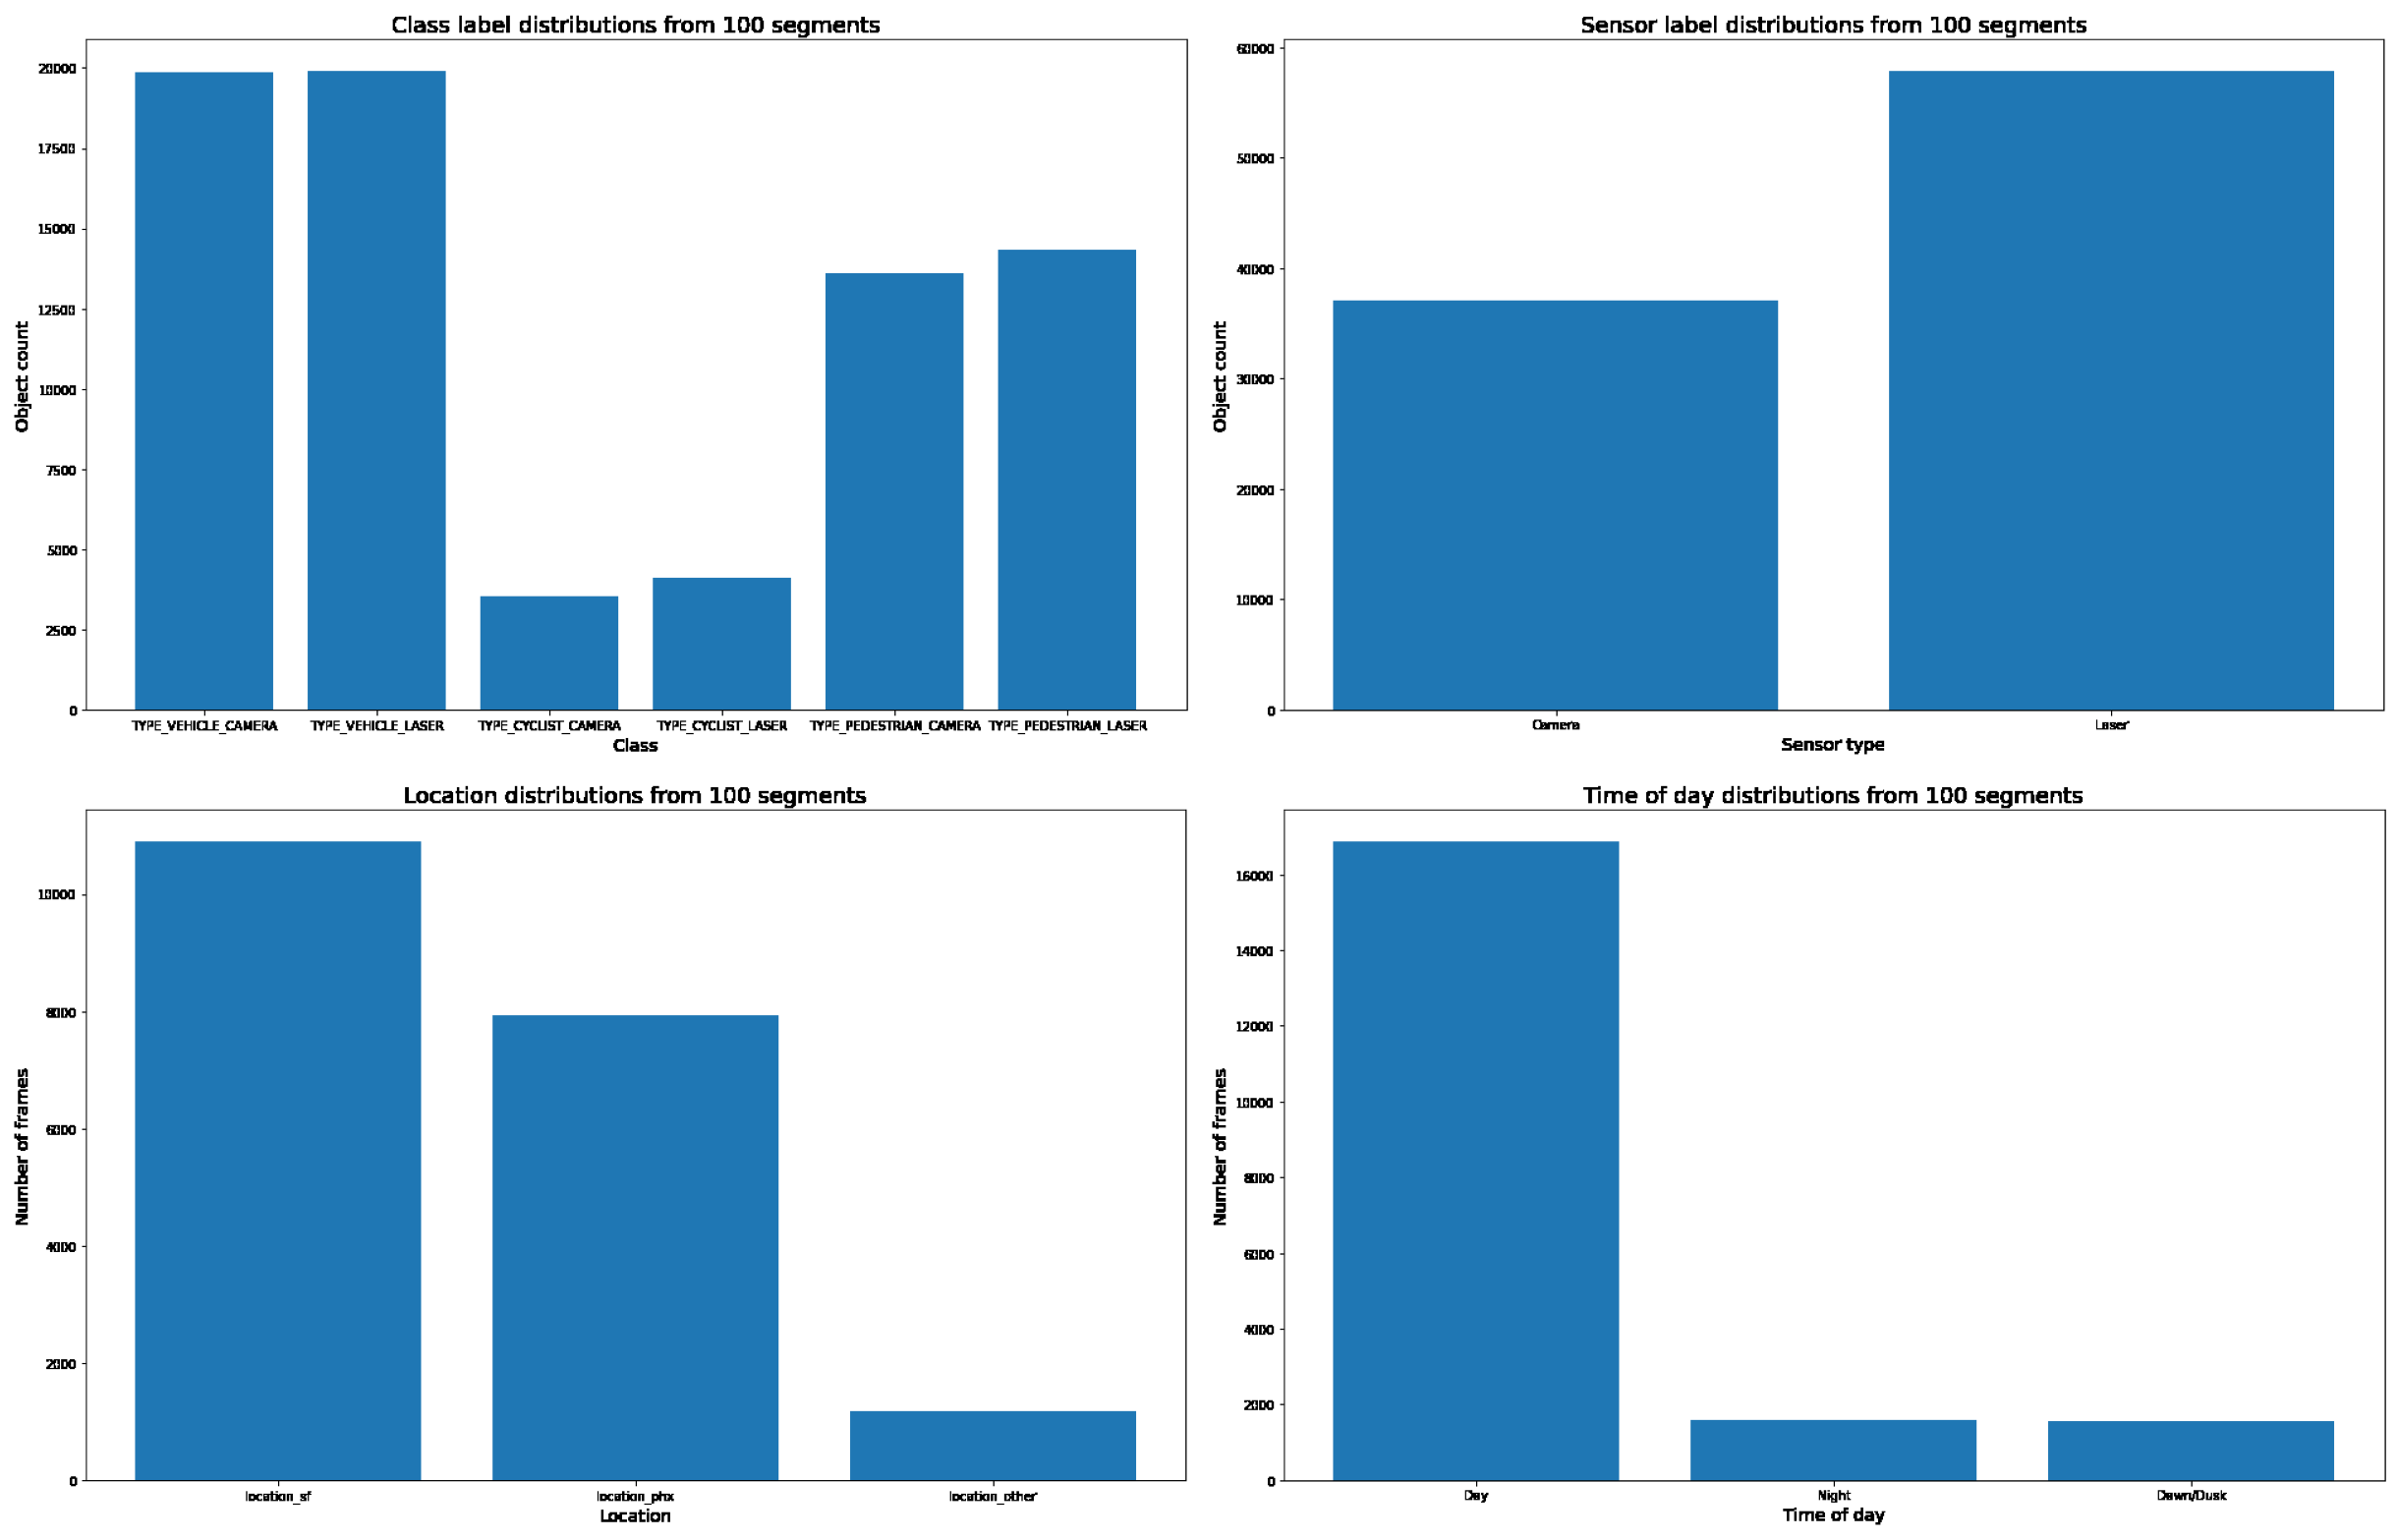 Class label distributions from 100 segments
20000
17500
15000
12500
10000
7500
5000
2500
0
Object count
TYPE_VEHICLE_CAMERA TYPE_VEHICLE_LASER TYPE_CYCLIST_CAMERA TYPE_CYCLIST_LASER TYPE_PEDESTRIAN_CAMERA TYPE_PEDESTRIAN_LASER
Class
Sensor label distributions from 100 segments
60000
50000
40000
30000
20000
10000
0
Object count
Camera Laser
Sensor type
Location distributions from 100 segments
10000
8000
6000
4000
2000
0
Number of frames
location_sf location_phx location_other
Location
Time of day distributions from 100 segments
16000
14000
12000
10000
8000
6000
4000
2000
0
Number of frames
Day Night Dawn/Dusk
Time of day